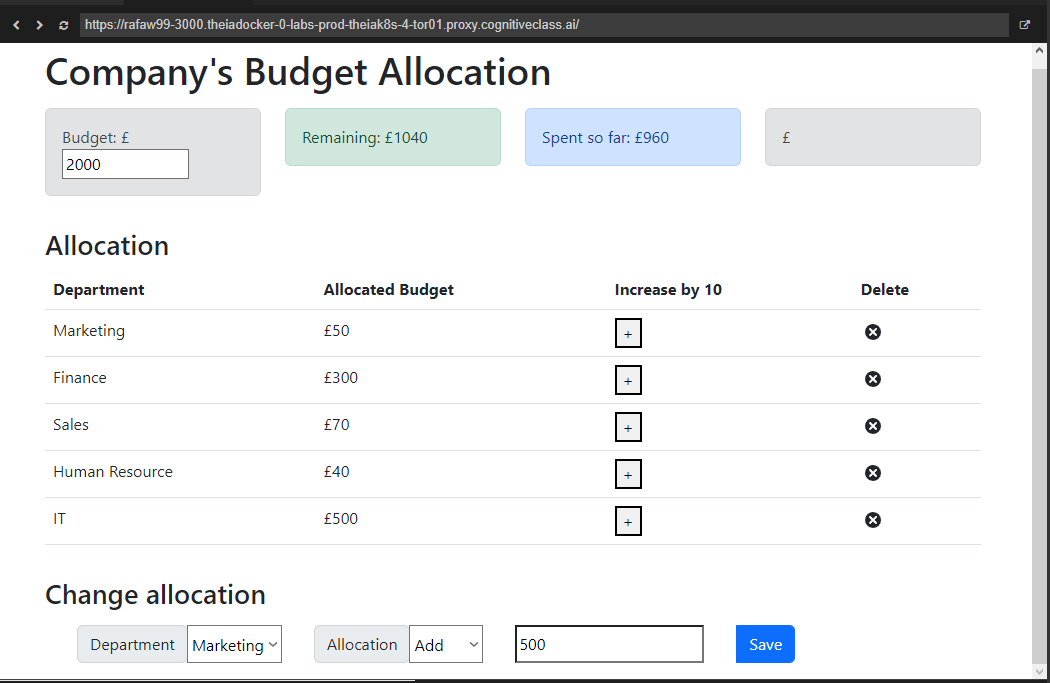 https://rafaw99-3000.theiadocker-0-labs-prod-theiak8s-4-tor01.proxy.cognitiveclass.ai/
Company's Budget Allocation
Budget: £
2000
Remaining: £1040
Spent so far: £960
£
Allocation
Department Allocated Budget Increase by 10 Delete
Marketing £50 +
Finance £300 +
Sales £70 +
Human Resource £40 +
IT £500 +
Change allocation
Department Marketing Allocation Add 500 Save